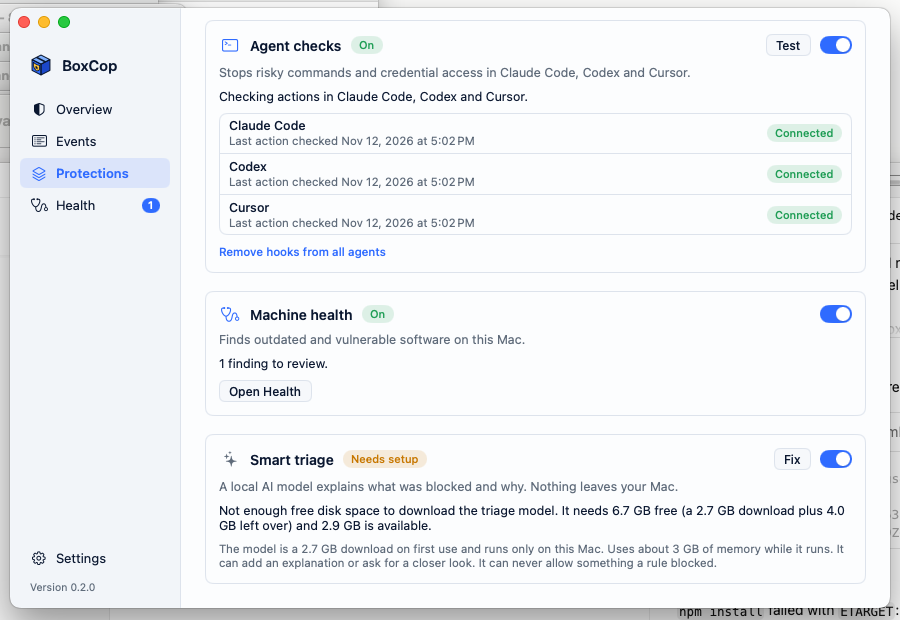 BoxCop
Overview
Events
Protections
Health 1
Settings
Version 0.2.0
Agent checks On Test
Stops risky commands and credential access in Claude Code, Codex and Cursor.
Checking actions in Claude Code, Codex and Cursor.
Claude Code
Last action checked Nov 12, 2026 at 5:02 PM
Connected
Codex
Last action checked Nov 12, 2026 at 5:02 PM
Connected
Cursor
Last action checked Nov 12, 2026 at 5:02 PM
Connected
Remove hooks from all agents
Machine health On
Finds outdated and vulnerable software on this Mac.
1 finding to review.
Open Health
Smart triage Needs setup Fix
A local AI model explains what was blocked and why. Nothing leaves your Mac.
Not enough free disk space to download the triage model. It needs 6.7 GB free (a 2.7 GB download plus 4.0
GB left over) and 2.9 GB is available.
The model is a 2.7 GB download on first use and runs only on this Mac. Uses about 3 GB of memory while it runs. It
can add an explanation or ask for a closer look. It can never allow something a rule blocked.
npm install failed with ETARGET: